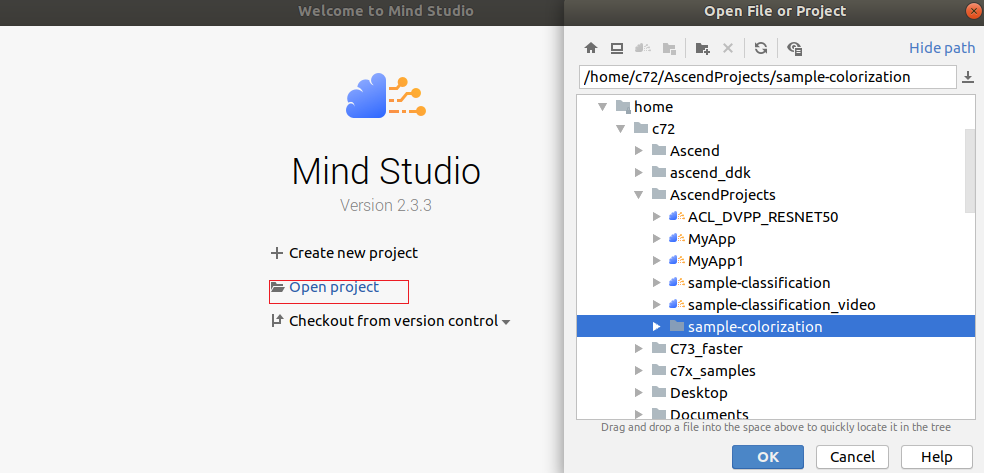 Welcome to Mind Studio
Mind Studio
Version 2.3.3
Create new project
Open project
Checkout from version control
Open File or Project
Hide path
/home/c72/AscendProjects/sample-colorization
home
c72
Ascend
ascend_ddk
AscendProjects
ACL_DVPP_RESNET50
MyApp
MyApp1
sample-classification
sample-classification_video
sample-colorization
C73_faster
c7x_samples
Desktop
Documents
Drag and drop a file into the space above to quickly locate it in the tree
OK
Cancel
Help